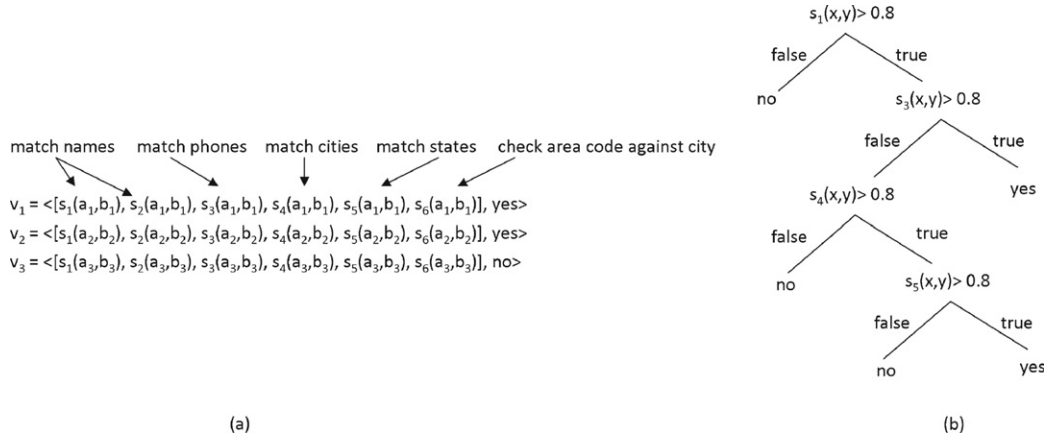 match names match phones match cities match states check area code against city
v₁ = <[s₁(a₁,b₁), s₂(a₁,b₁), s₃(a₁,b₁), s₄(a₁,b₁), s₅(a₁,b₁), s₆(a₁,b₁)], yes>
v₂ = <[s₁(a₂,b₂), s₂(a₂,b₂), s₃(a₂,b₂), s₄(a₂,b₂), s₅(a₂,b₂), s₆(a₂,b₂)], yes>
v₃ = <[s₁(a₃,b₃), s₂(a₃,b₃), s₃(a₃,b₃), s₄(a₃,b₃), s₅(a₃,b₃), s₆(a₃,b₃)], no>
(a)
s₁(x,y)> 0.8
false true
no s₃(x,y)> 0.8
false true
s₄(x,y)> 0.8 yes
false true
no s₅(x,y)> 0.8
false true
no yes
(b)